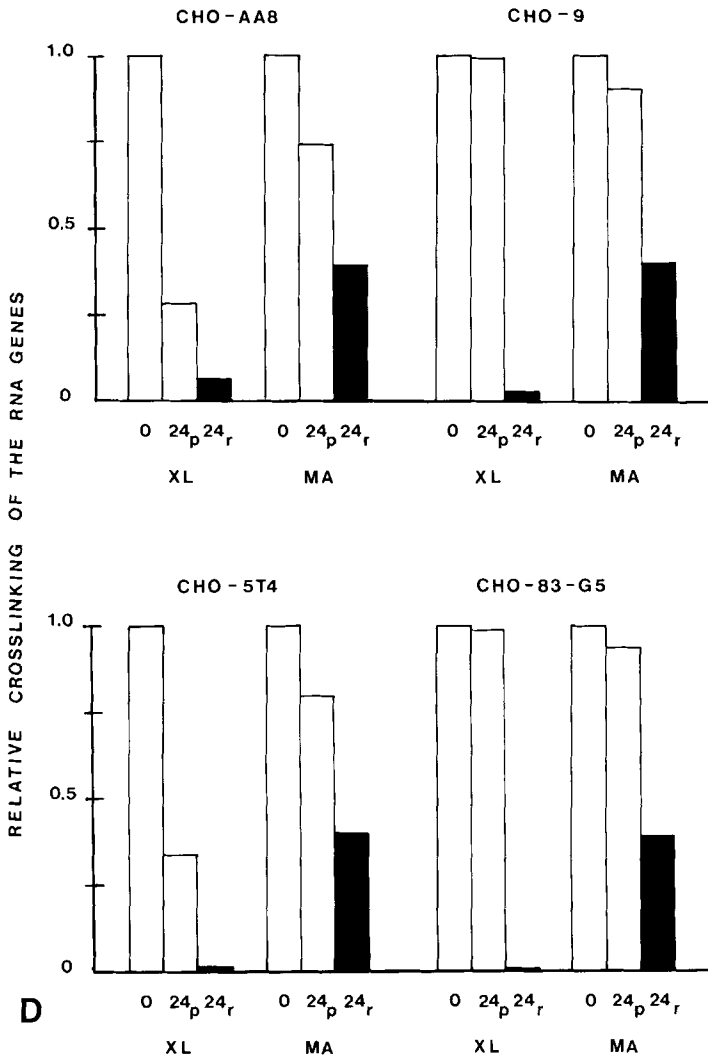 CHO-AA8
CHO-9
1.0
0.5
0
0 24p 24r
0 24p 24r
0 24p 24r
0 24p 24r
XL
MA
XL
MA
RELATIVE CROSSLINKING OF THE RNA GENES
CHO-5T4
CHO-83-G5
1.0
0.5
0
0 24p 24r
0 24p 24r
0 24p 24r
0 24p 24r
XL
MA
XL
MA
D